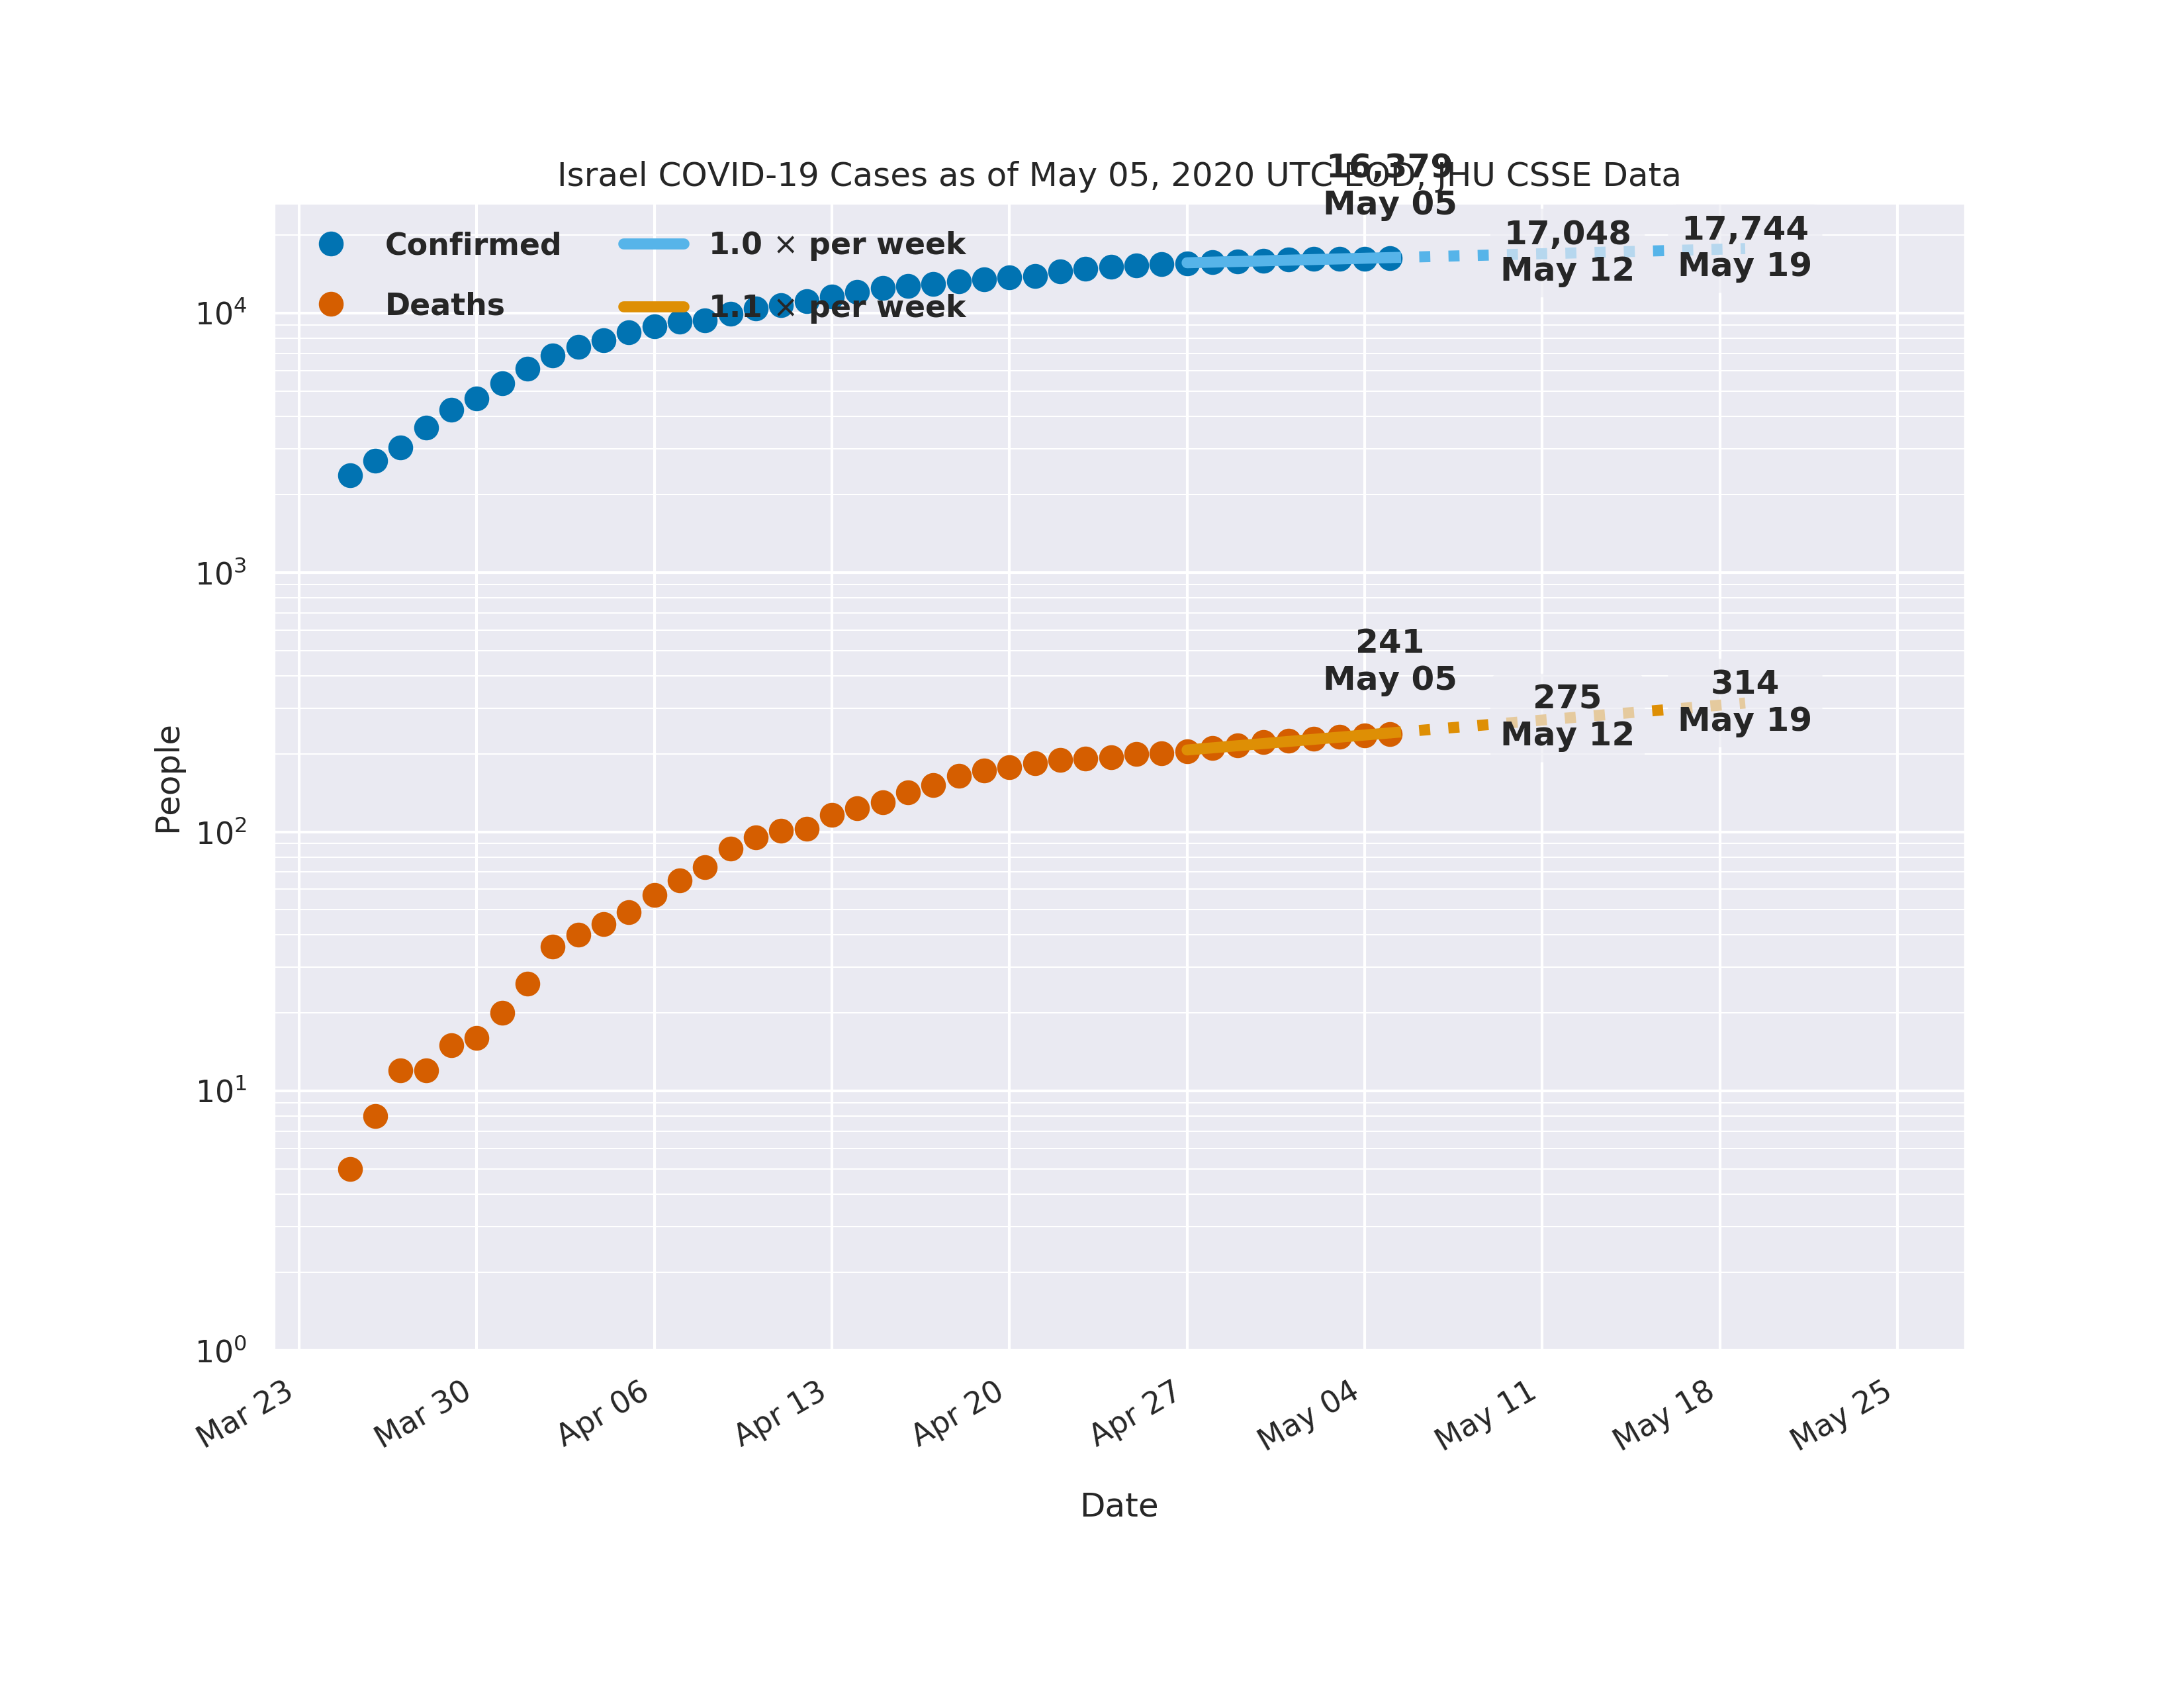 Israel COVID-19 Cases as of May 05, 2020 UTC EOD, JHU CSSE Data
16,379
May 05
17,048
May 12
17,744
May 19
Confirmed
Deaths
1.0 × per week
1.1 × per week
241
May 05
275
May 12
314
May 19
People
10⁴
10³
10²
10¹
10⁰
Mar 23
Mar 30
Apr 06
Apr 13
Apr 20
Apr 27
May 04
May 11
May 18
May 25
Date